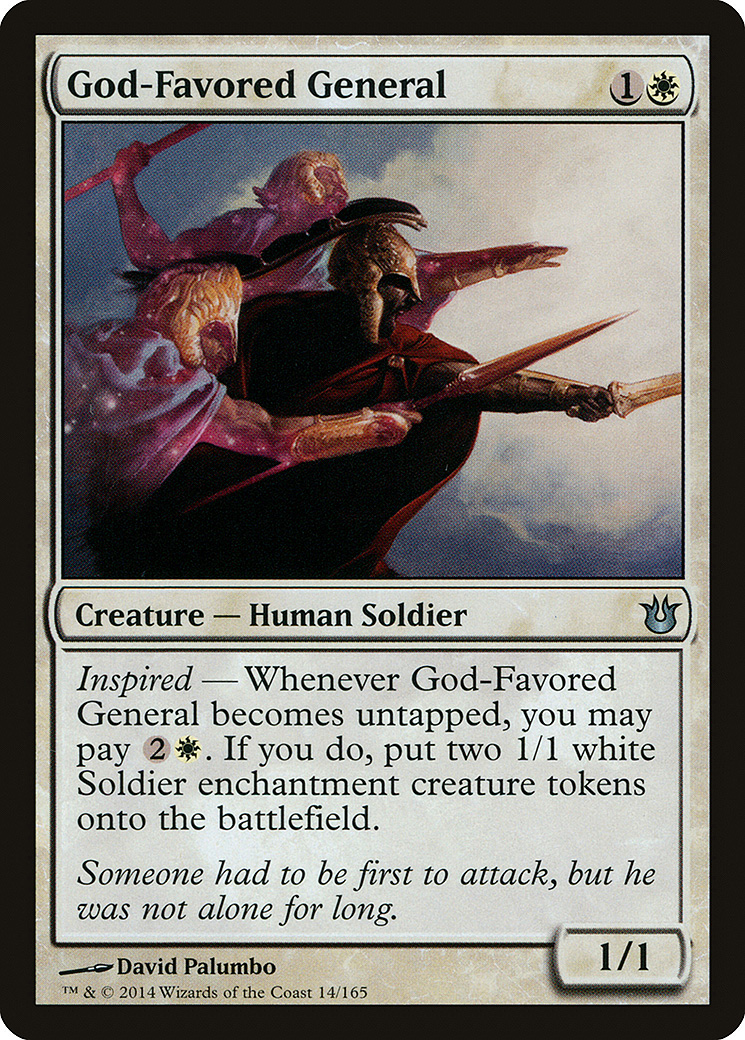 God-Favored General 1
Creature — Human Soldier
Inspired — Whenever God-Favored
General becomes untapped, you may
pay 2. If you do, put two 1/1 white
Soldier enchantment creature tokens
onto the battlefield.
Someone had to be first to attack, but he
was not alone for long.
1/1
David Palumbo
™ & © 2014 Wizards of the Coast 14/165